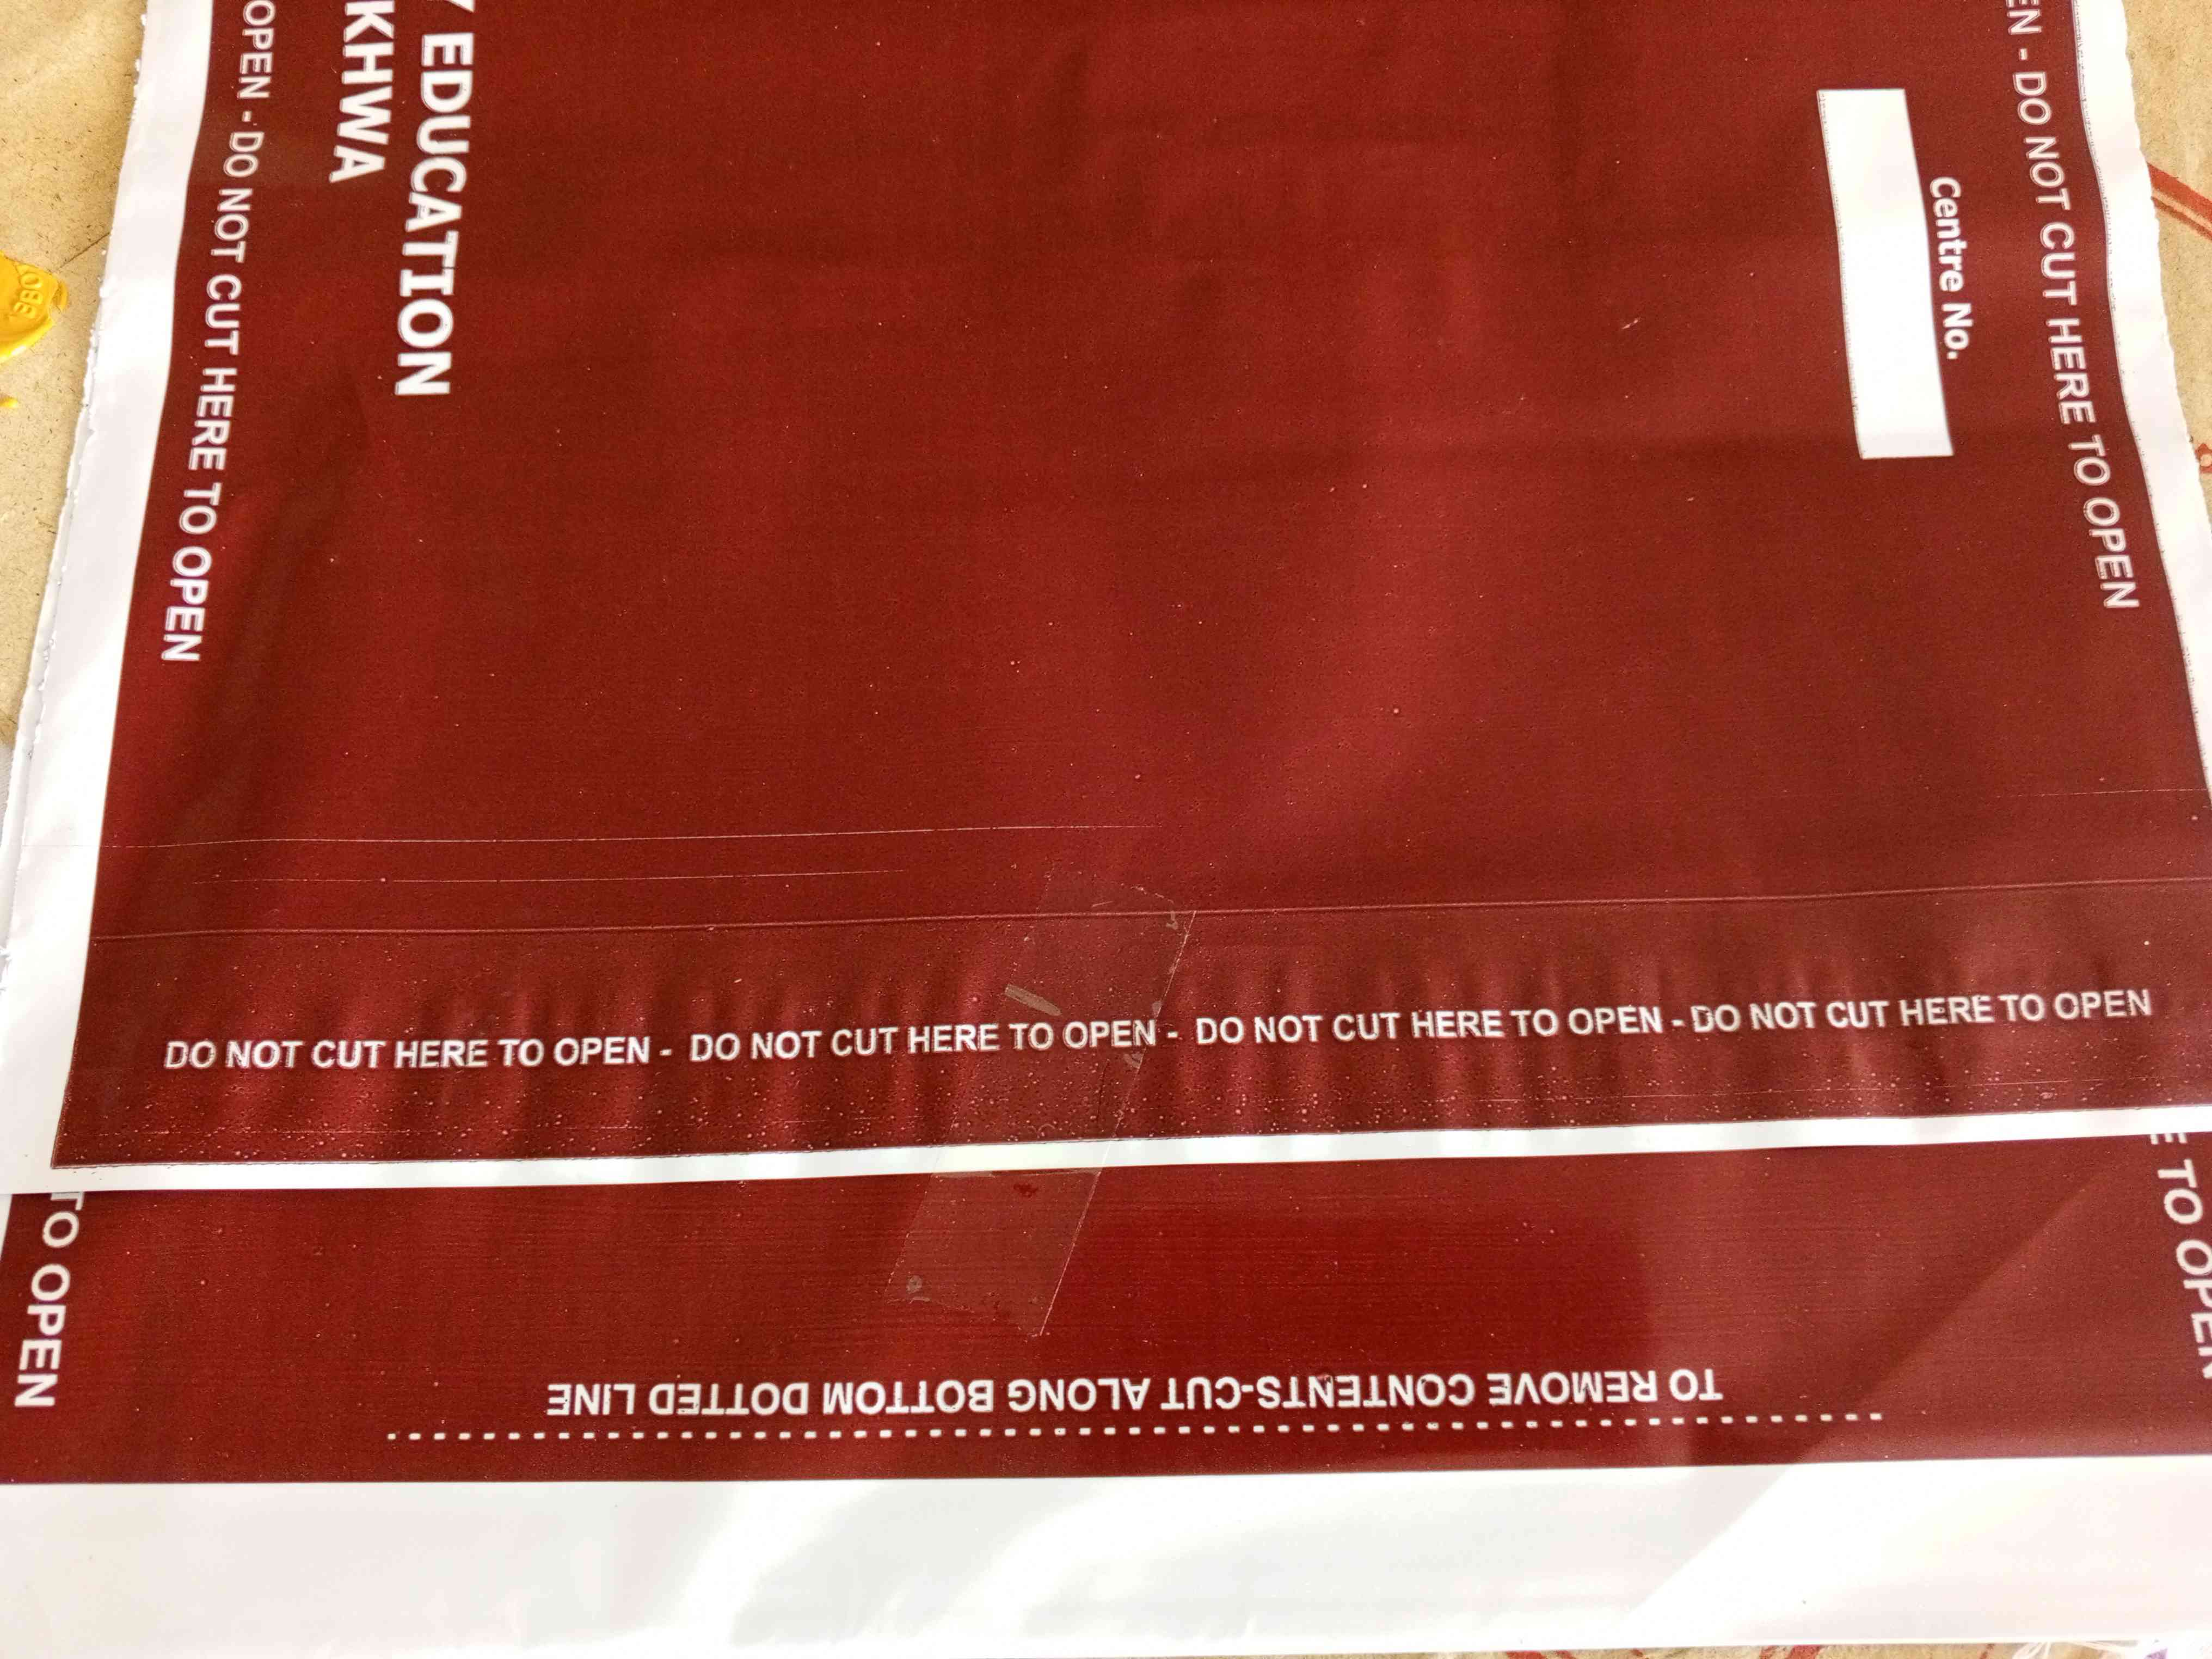 EDUCATION
KHWA
OPEN - DO NOT CUT HERE TO OPEN
Centre No.
EN - DO NOT CUT HERE TO OPEN
DO NOT CUT HERE TO OPEN - DO NOT CUT HERE TO OPEN - DO NOT CUT HERE TO OPEN - DO NOT CUT HERE TO OPEN
TO OPEN
E TO OPEN
TO REMOVE CONTENTS-CUT ALONG BOTTOM DOTTED LINE